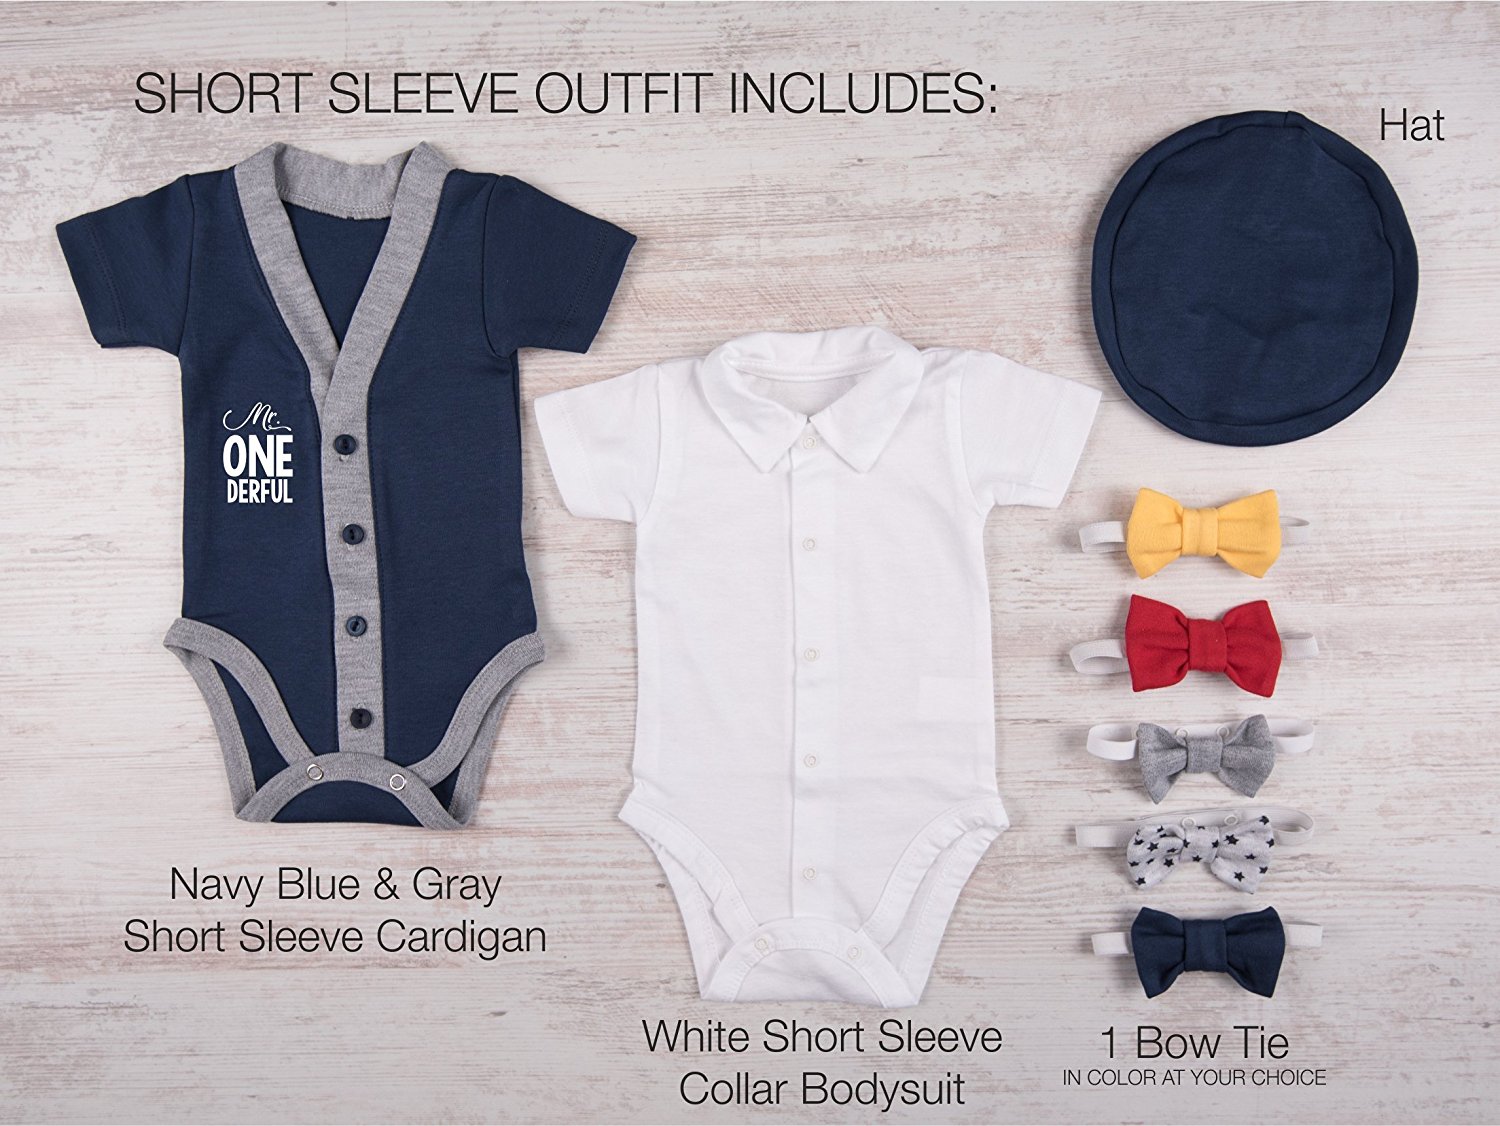 SHORT SLEEVE OUTFIT INCLUDES:
Hat
Mr.
ONE
DERFUL
Navy Blue & Gray
Short Sleeve Cardigan
White Short Sleeve
Collar Bodysuit
1 Bow Tie
IN COLOR AT YOUR CHOICE